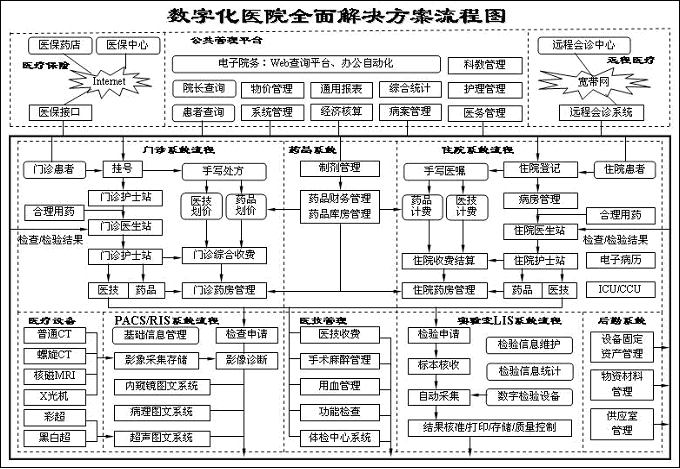 数字化医院全面解决方案流程图
医保药店
医保中心
医疗保险
Internet
医保接口
公共管理平台
电子院务：Web查询平台、办公自动化
科教管理
院长查询
物价管理
通用报表
综合统计
护理管理
患者查询
系统管理
经济核算
病案管理
医务管理
远程会诊中心
远程医疗
宽带网
远程会诊系统
门诊系统流程
门诊患者
挂号
手写处方
门诊护士站
合理用药
门诊医生站
医技
划价
药品
划价
检查/检验结果
门诊护士站
门诊综合收费
医技
药品
门诊药房管理
药品系统流程
制剂管理
药品财务管理
药品库房管理
住院系统流程
手写医嘱
住院登记
住院患者
药品
计费
医技
计费
病房管理
合理用药
住院医生站
检查/检验结果
住院收费结算
住院护士站
电子病历
住院药房管理
药品
医技
ICU/CCU
医疗设备
普通CT
螺旋CT
核磁MRI
X光机
彩超
黑白超
PACS/RIS系统流程
基础信息管理
检查申请
影象采集存储
影像诊断
内窥镜图文系统
病理图文系统
超声图文系统
医技管理
医技收费
手术麻醉管理
用血管理
功能检查
体检中心系统
实验室LIS系统流程
检验申请
检验信息维护
标本核收
检验信息统计
自动采集
数字检验设备
结果核准/打印/存储/质量控制
后勤系统
设备固定
资产管理
物资材料
管理
供应室
管理